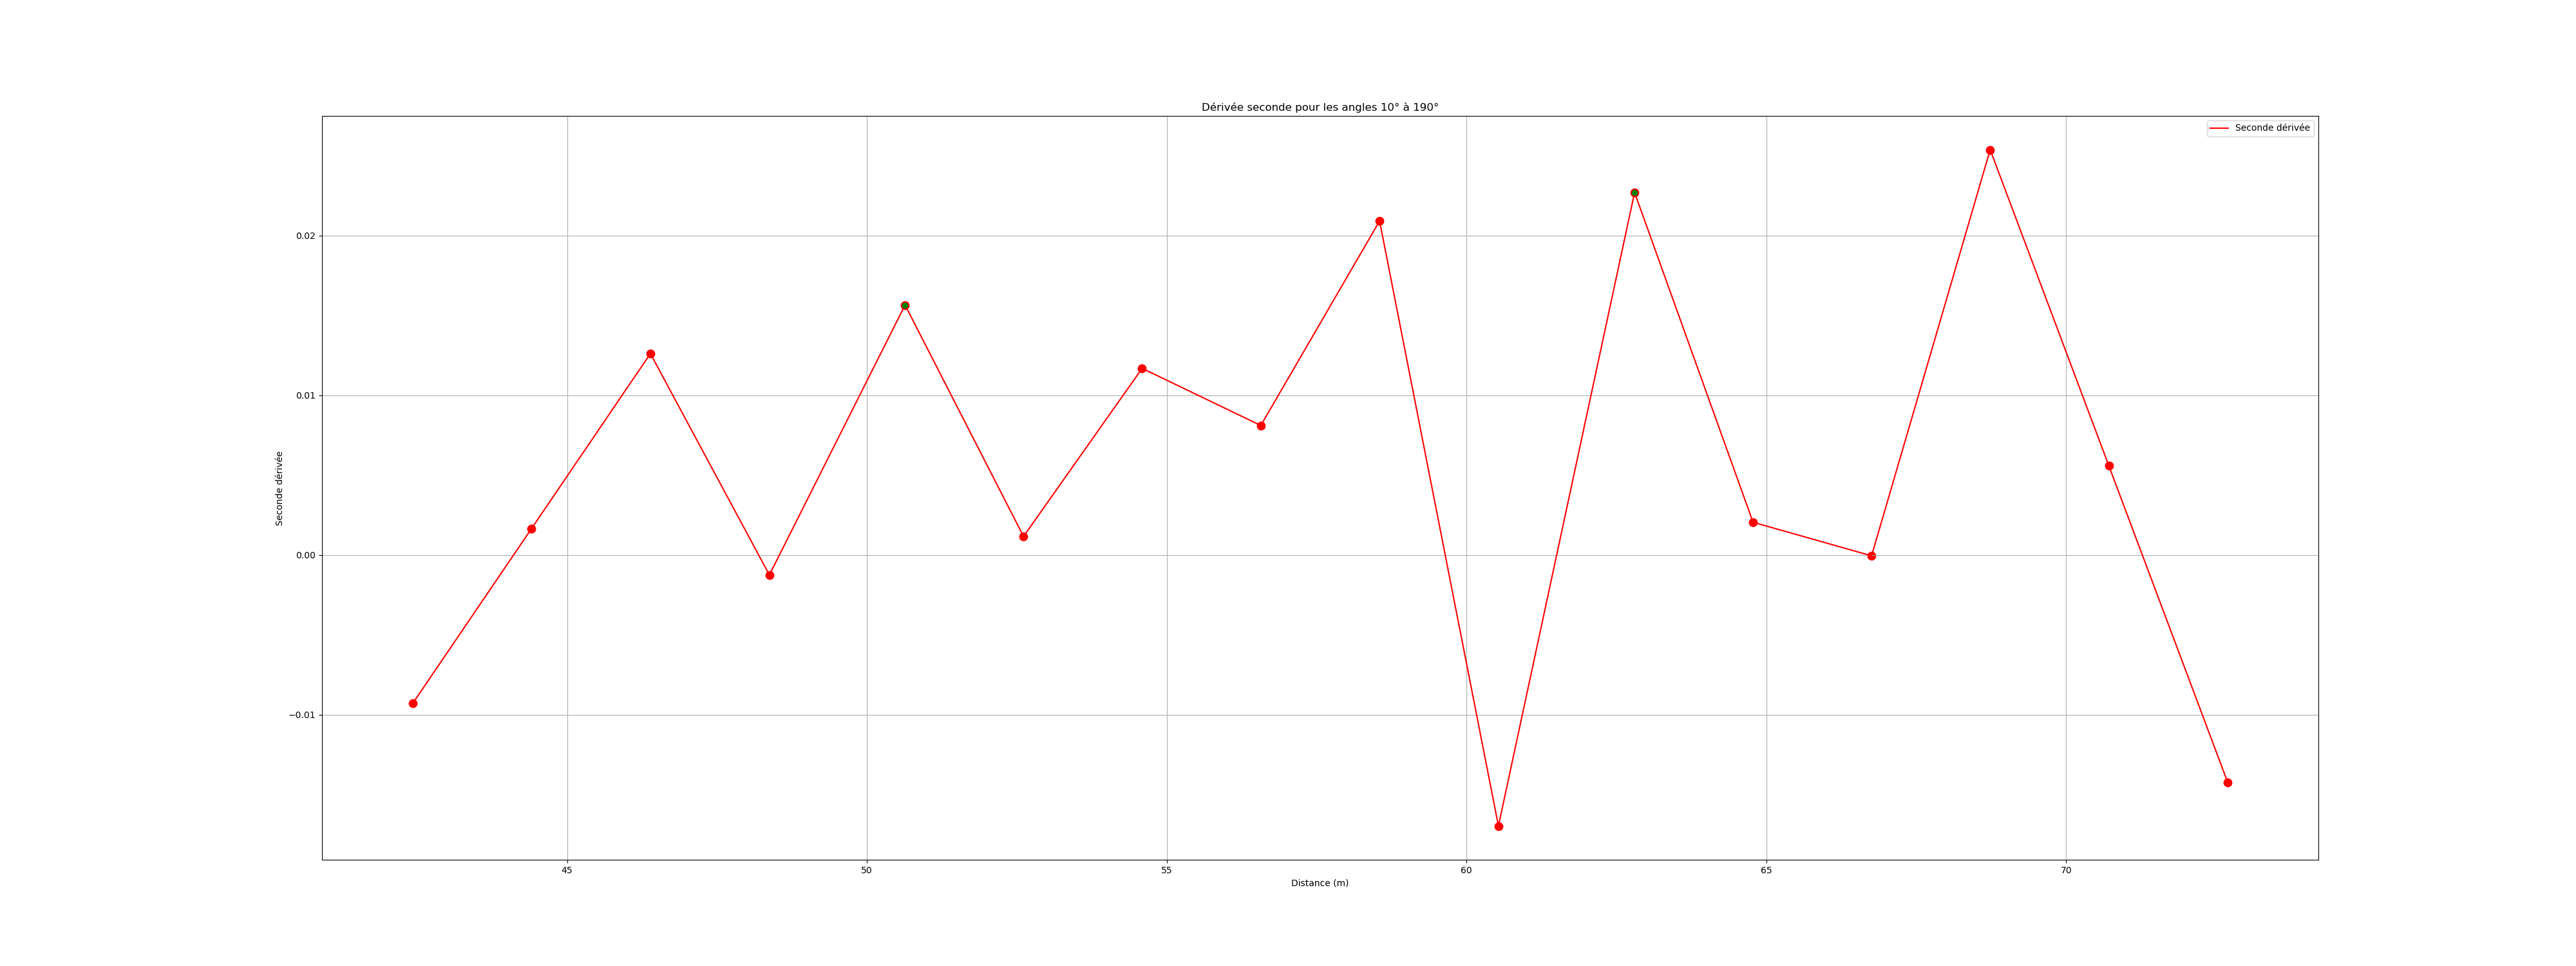 Dérivée seconde pour les angles 10° à 190°
Seconde dérivée
0.02
0.01
0.00
−0.01
Seconde dérivée
45 50 55 60 65 70
Distance (m)